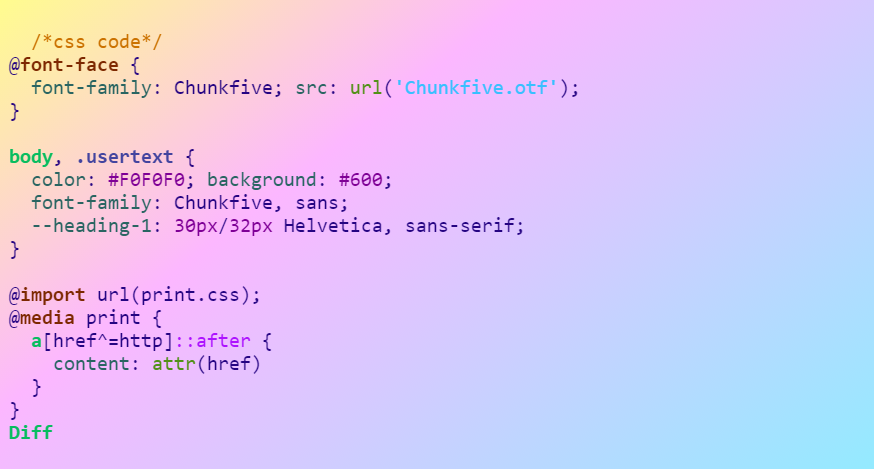 /*css code*/
@font-face {
  font-family: Chunkfive; src: url('Chunkfive.otf');
}

body, .usertext {
  color: #F0F0F0; background: #600;
  font-family: Chunkfive, sans;
  --heading-1: 30px/32px Helvetica, sans-serif;
}

@import url(print.css);
@media print {
  a[href^=http]::after {
    content: attr(href)
  }
}
Diff